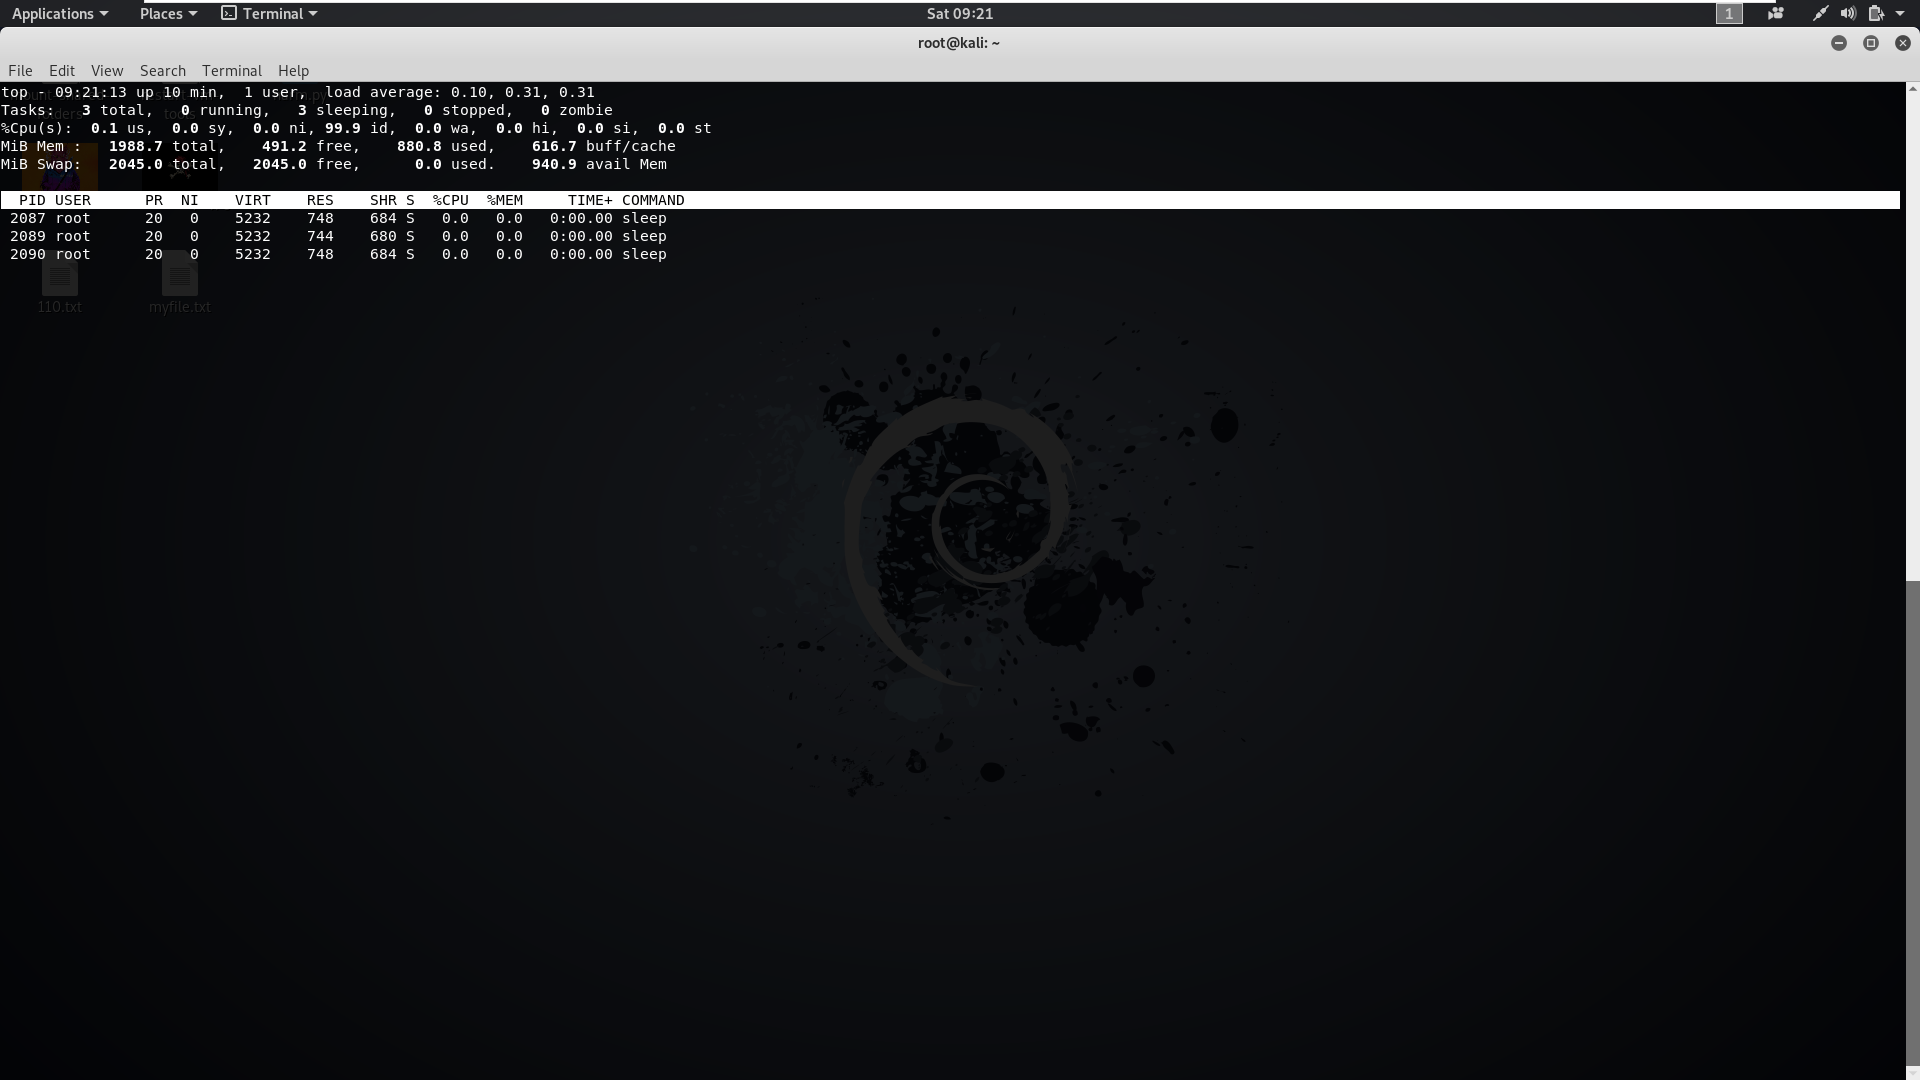 Applications Places Terminal Sat 09:21 1
root@kali: ~
File Edit View Search Terminal Help
top - 09:21:13 up 10 min,  1 user,  load average: 0.10, 0.31, 0.31
Tasks:   3 total,   0 running,   3 sleeping,   0 stopped,   0 zombie
%Cpu(s):  0.1 us,  0.0 sy,  0.0 ni, 99.9 id,  0.0 wa,  0.0 hi,  0.0 si,  0.0 st
MiB Mem :   1988.7 total,    491.2 free,    880.8 used,    616.7 buff/cache
MiB Swap:   2045.0 total,   2045.0 free,      0.0 used.    940.9 avail Mem
PID USER      PR  NI    VIRT    RES    SHR S  %CPU  %MEM     TIME+ COMMAND
2087 root      20   0    5232    748    684 S   0.0   0.0   0:00.00 sleep
2089 root      20   0    5232    744    680 S   0.0   0.0   0:00.00 sleep
2090 root      20   0    5232    748    684 S   0.0   0.0   0:00.00 sleep
110.txt myfile.txt